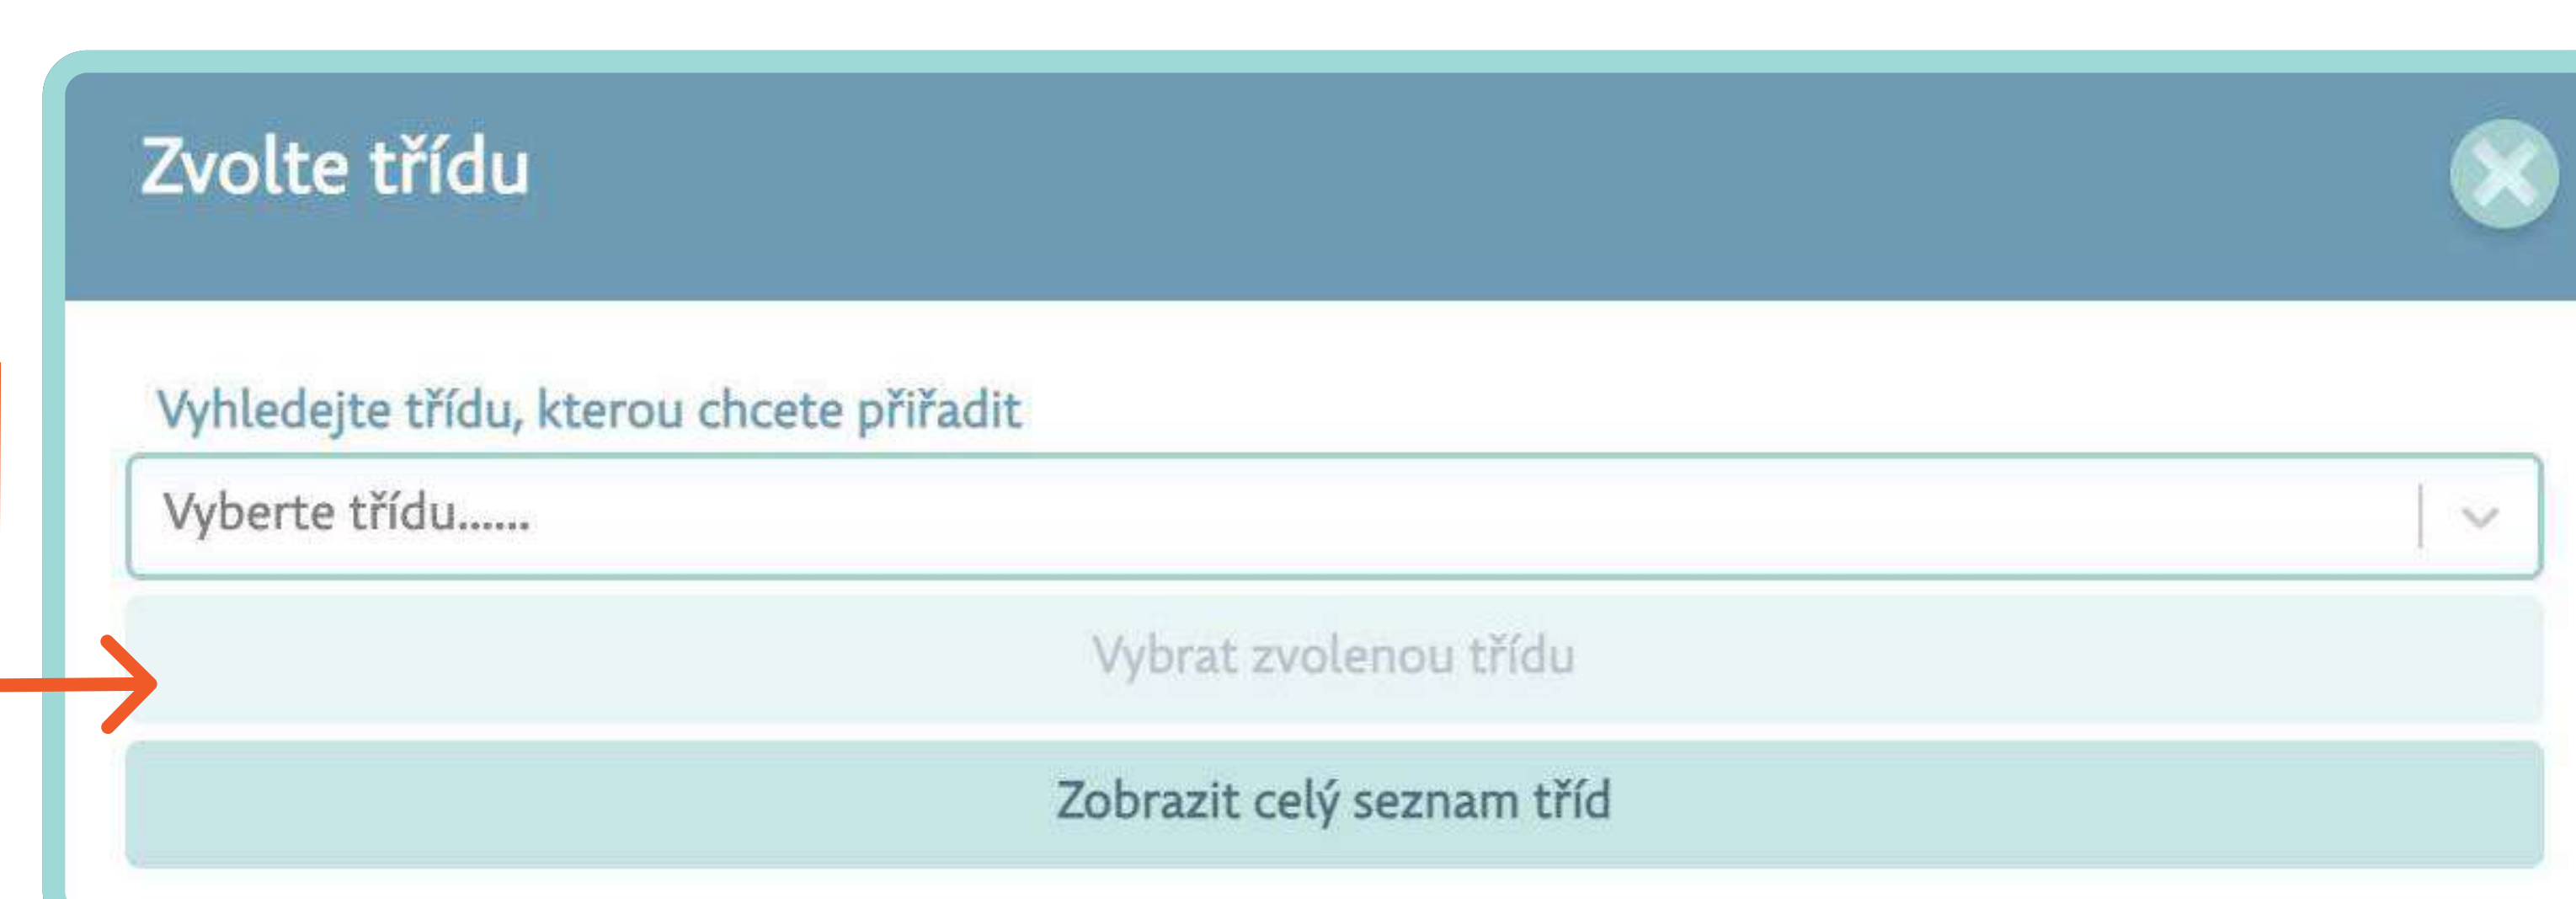 Zvolte třídu
Vyhledejte třídu, kterou chcete přiřadit
Vyberte třídu......
Vybrat zvolenou třídu
Zobrazit celý seznam tříd